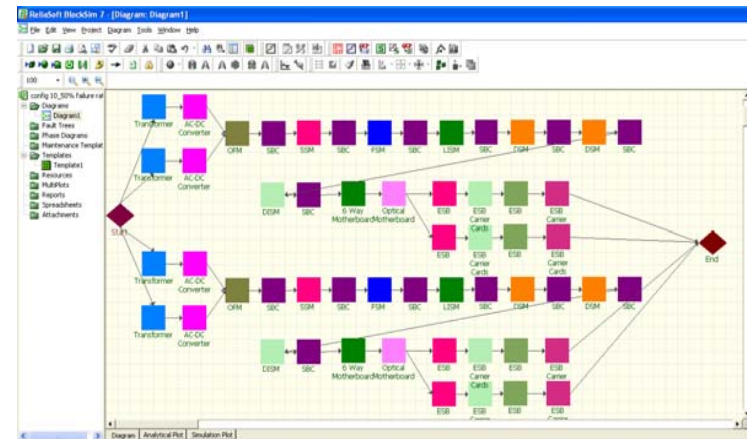 ReliaSoft BlockSim 7 - [Diagram: Diagram1]
File Edit View Project Diagram Tools Window Help
100
config 10_50% failure rat
Diagrams
Diagram1
Fault Trees
Phase Diagrams
Maintenance Templat
Templates
Template1
Resources
MultiPlots
Reports
Spreadsheets
Attachments
Transformer AC-DC Converter
Transformer AC-DC Converter
OFM SBC SSM SBC FSM SBC LISM SBC DSM SBC DSM SBC
Start
DISM SBC 6 Way Motherboard Optical Motherboard ESB ESB Carrier Cards ESB ESB Carrier Cards
ESB ESB Carrier Cards ESB ESB Carrier Cards
End
Transformer AC-DC Converter
Transformer AC-DC Converter
OFM SBC SSM SBC FSM SBC LISM SBC DSM SBC DSM SBC
DISM SBC 6 Way Motherboard Optical Motherboard ESB ESB Carrier Cards ESB ESB Carrier Cards
ESB ESB ESB ESB
Diagram Analytical Plot Simulation Plot